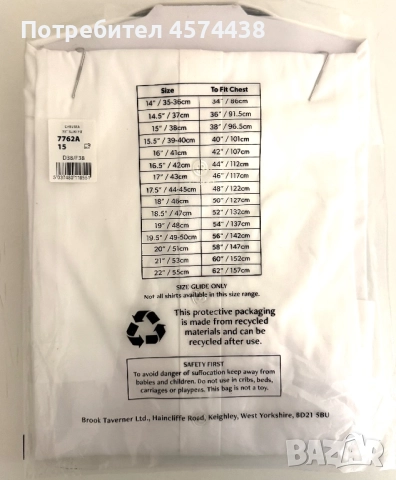 Потребител 4574438
7762A
15
D38/F38
Size To Fit Chest
14" / 35-36cm 34" / 86cm
14.5" / 37cm 36" / 91.5cm
15" / 38cm 38" / 96.5cm
15.5" / 39-40cm 40" / 102cm
16" / 41cm 42" / 107cm
16.5" / 42cm 44" / 112cm
17" / 43cm 46" / 117cm
17.5" / 44-45cm 48" / 122cm
18" / 46cm 50" / 127cm
18.5" / 47cm 52" / 132cm
19" / 48cm 54" / 137cm
19.5" / 49-50cm 56" / 142cm
20" / 51cm 58" / 147cm
21" / 53cm 60" / 152cm
22" / 55cm 62" / 157cm
SIZE GUIDE ONLY
Not all shirts available in this size range.
This protective packaging
is made from recycled
materials and can be
recycled after use.
SAFETY FIRST
To avoid danger of suffocation keep away from
babies and children. Do not use in cribs, beds,
carriages or playpens. This bag is not a toy.
Brook Taverner Ltd., Haincliffe Road, Keighley, West Yorkshire, BD21 5BU
bazar